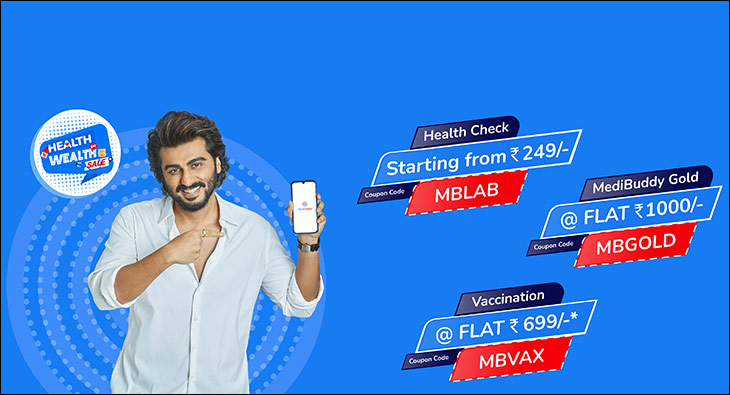 HEALTH
WEALTH
SALE
Health Check
Starting from ₹ 249/-
Coupon Code
MBLAB
MediBuddy Gold
@ FLAT ₹ 1000/-
Coupon Code
MBGOLD
Vaccination
@ FLAT ₹ 699/-*
Coupon Code
MBVAX